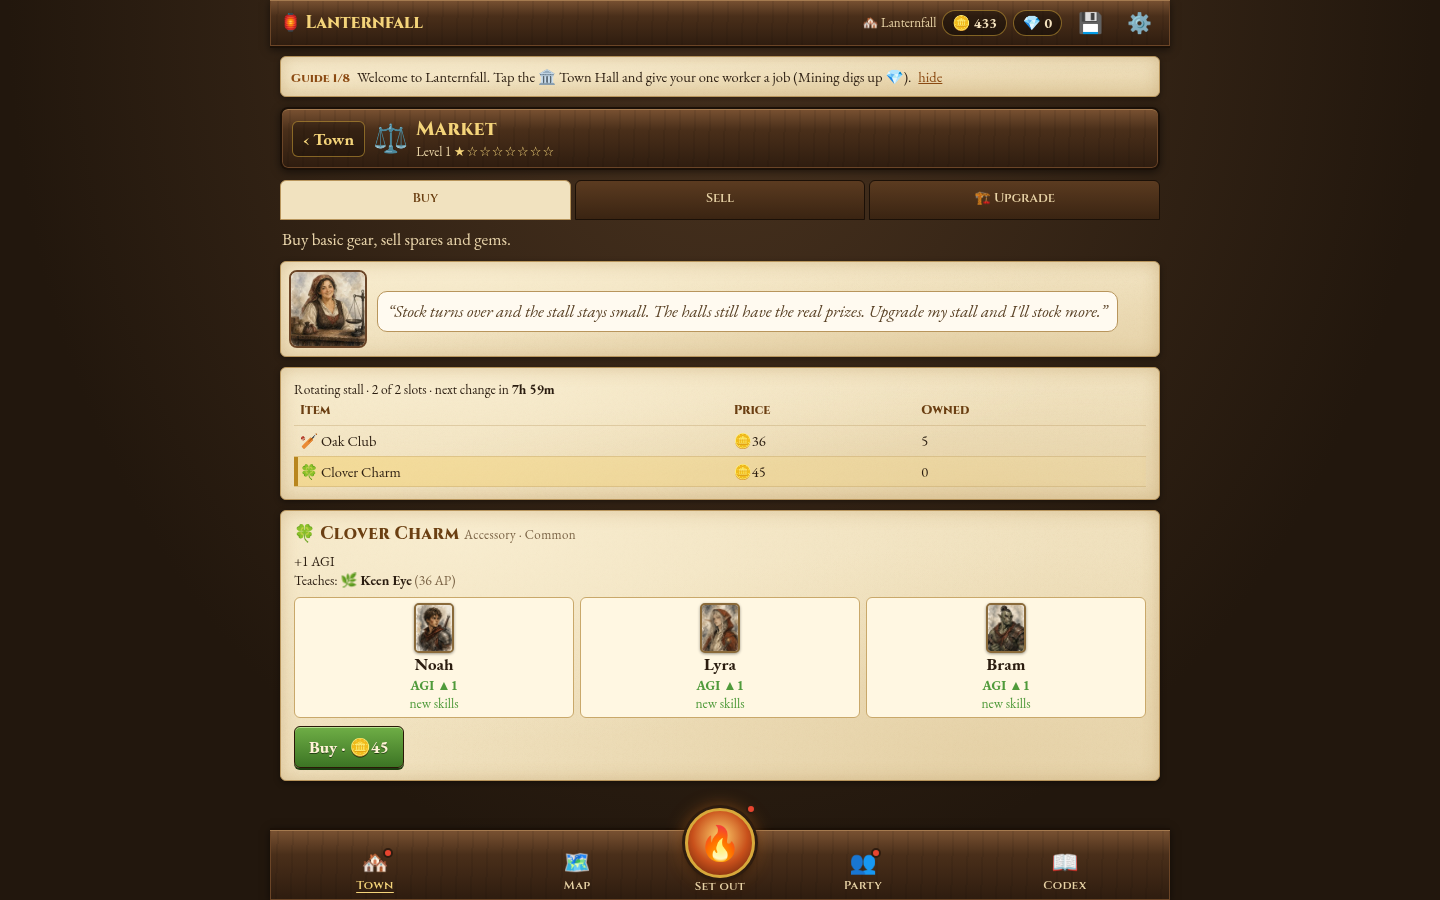 Lanternfall
Lanternfall
433
0
Guide 1/8 Welcome to Lanternfall. Tap the Town Hall and give your one worker a job (Mining digs up ). hide
‹ Town
Market
Level 1 ★☆☆☆☆☆☆☆
Buy
Sell
Upgrade
Buy basic gear, sell spares and gems.
“Stock turns over and the stall stays small. The halls still have the real prizes. Upgrade my stall and I'll stock more.”
Rotating stall · 2 of 2 slots · next change in 7h 59m
Item Price Owned
Oak Club 36 5
Clover Charm 45 0
Clover Charm Accessory · Common
+1 AGI
Teaches: Keen Eye (36 AP)
Noah
AGI ▲1
new skills
Lyra
AGI ▲1
new skills
Bram
AGI ▲1
new skills
Buy · 45
Town
Map
Set out
Party
Codex